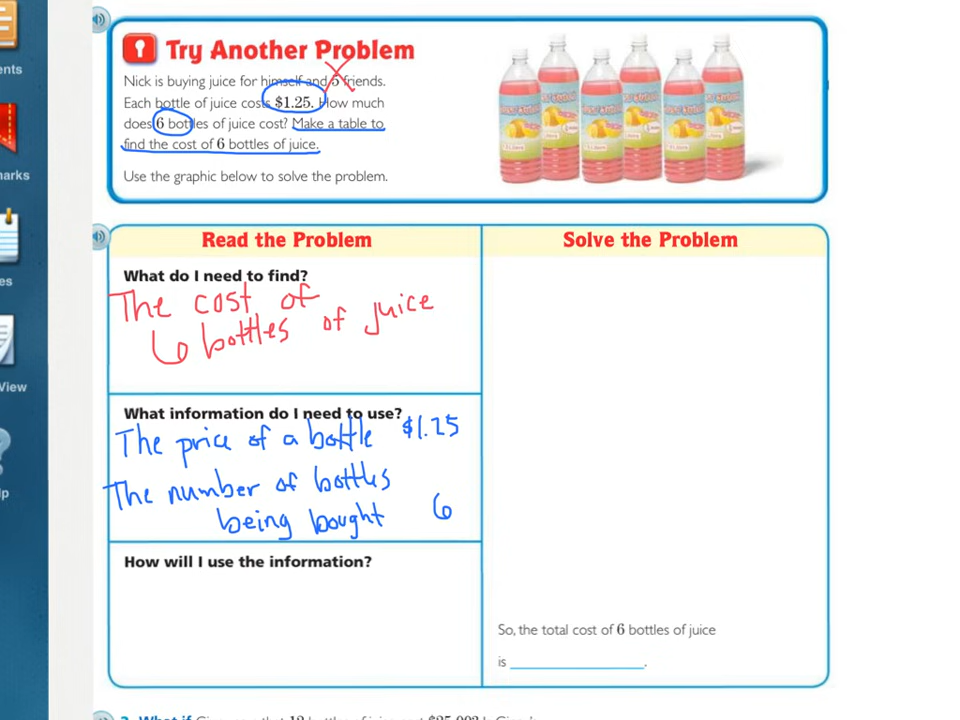 ents
marks
es
View
lp
Try Another Problem
Nick is buying juice for himself and 5 friends.
Each bottle of juice costs $1.25. How much
does 6 bottles of juice cost? Make a table to
find the cost of 6 bottles of juice.
Use the graphic below to solve the problem.
Read the Problem
What do I need to find?
The cost of
6 bottles of juice
What information do I need to use?
The price of a bottle $1.25
The number of bottles
being bought 6
How will I use the information?
Solve the Problem
So, the total cost of 6 bottles of juice
is ____________.